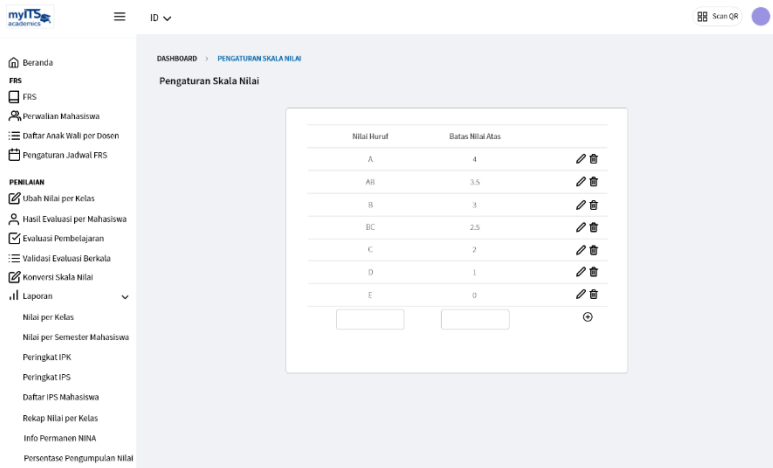 myITS
academics
ID
Scan QR
Beranda
FRS
FRS
Perwalian Mahasiswa
Daftar Anak Wali per Dosen
Pengaturan Jadwal FRS
PENILAIAN
Ubah Nilai per Kelas
Hasil Evaluasi per Mahasiswa
Evaluasi Pembelajaran
Validasi Evaluasi Berkala
Konversi Skala Nilai
Laporan
Nilai per Kelas
Nilai per Semester Mahasiswa
Peringkat IPK
Peringkat IPS
Daftar IPS Mahasiswa
Rekap Nilai per Kelas
Info Permanen NINA
Persentase Pengumpulan Nilai
DASHBOARD > PENGATURAN SKALA NILAI
Pengaturan Skala Nilai
Nilai Huruf Batas Nilai Atas
A 4
AB 3.5
B 3
BC 2.5
C 2
D 1
E 0